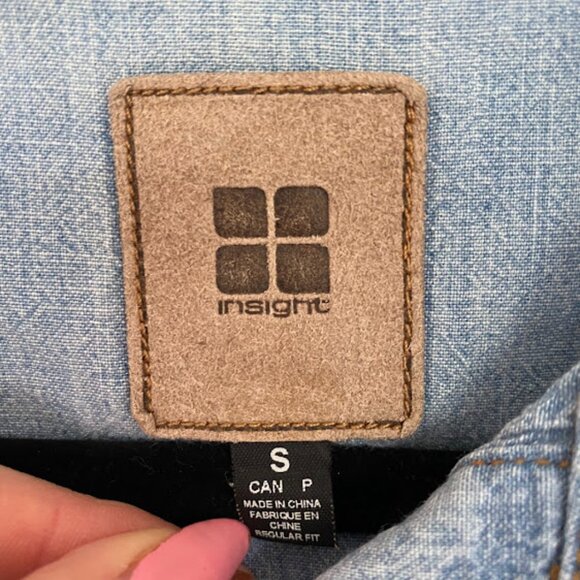 insight
S
CAN P
MADE IN CHINA
FABRIQUE EN
CHINE
REGULAR FIT